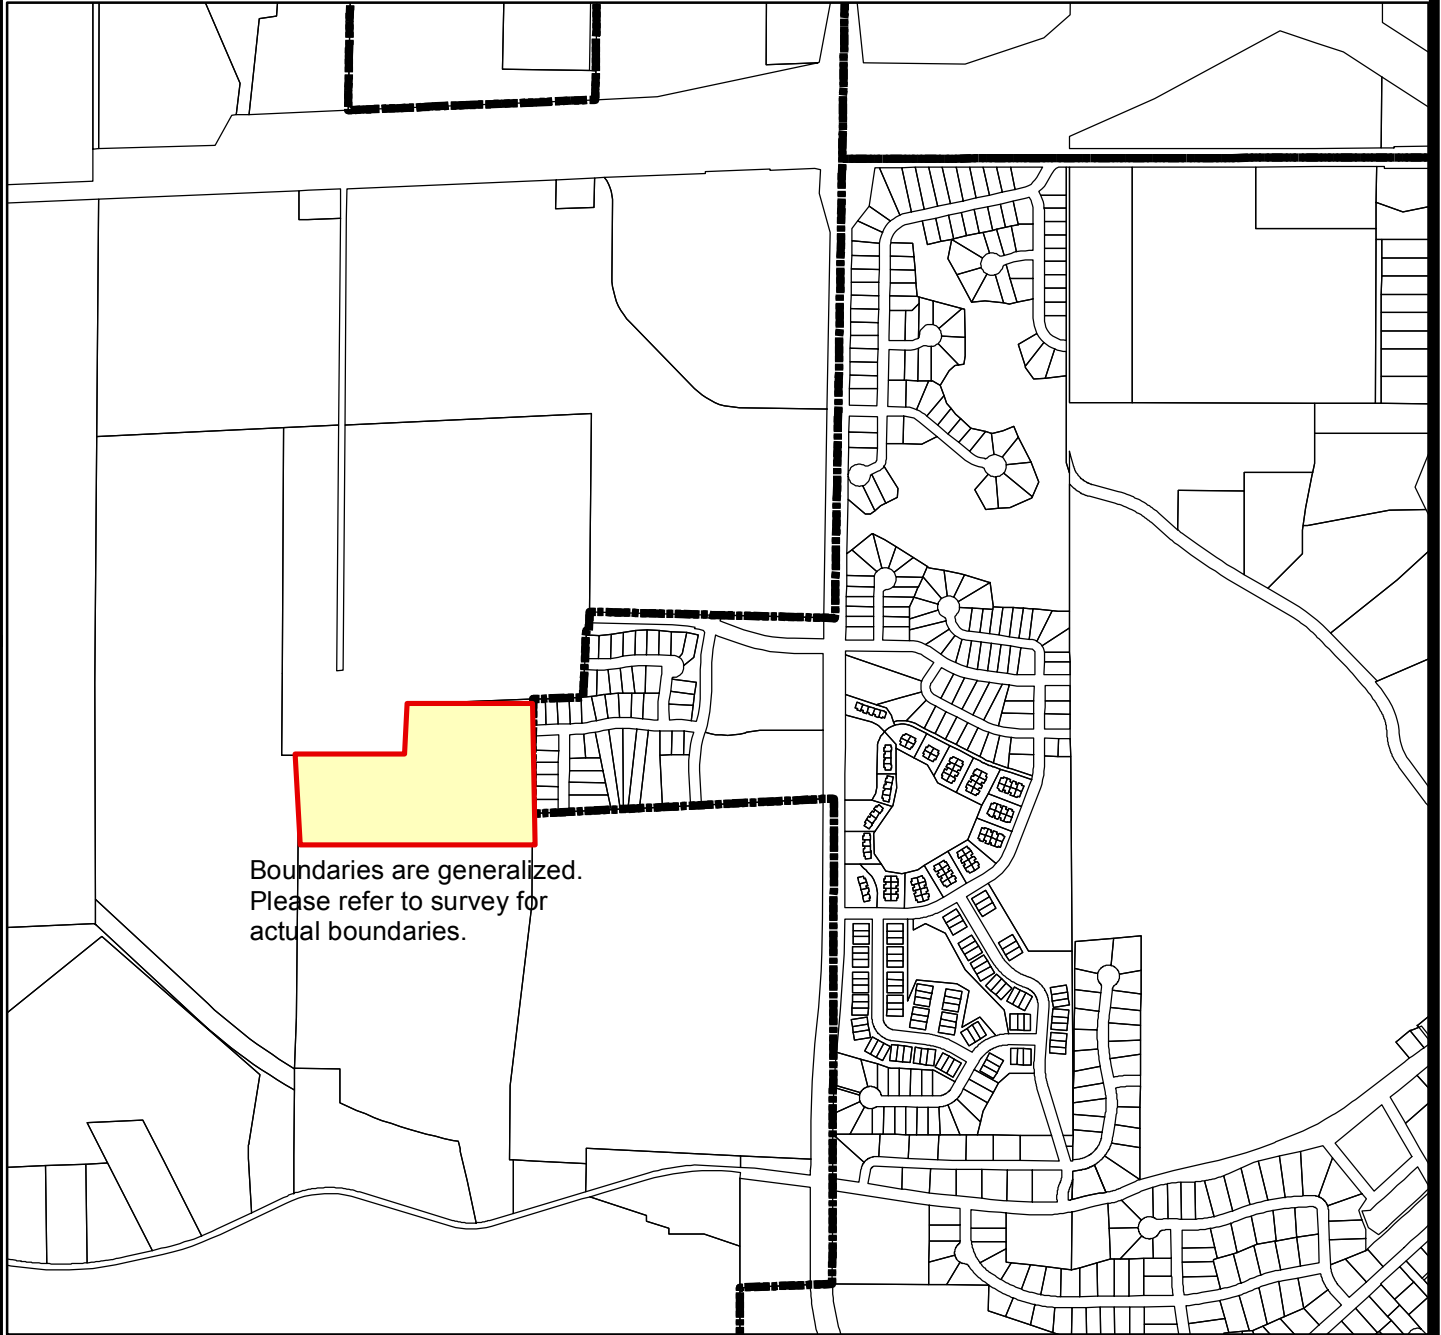 Boundaries are generalized.
Please refer to survey for
actual boundaries.